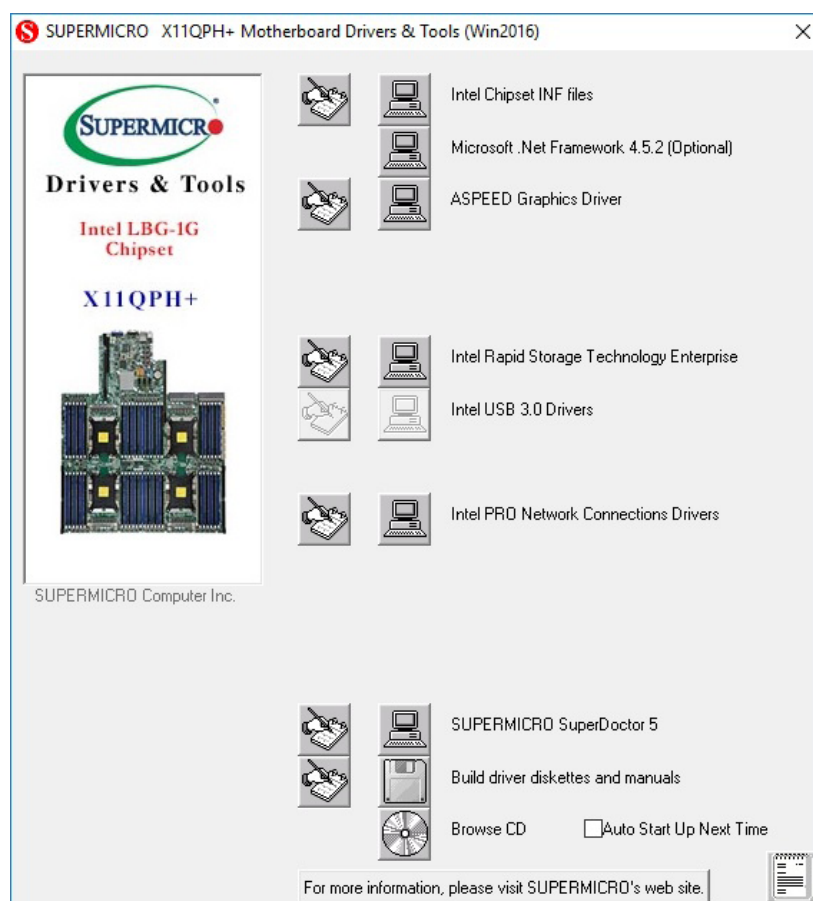 SUPERMICRO X11QPH+ Motherboard Drivers & Tools (Win2016)
SUPERMICRO
Drivers & Tools
Intel LBG-1G
Chipset
X11QPH+
SUPERMICRO Computer Inc.
Intel Chipset INF files
Microsoft .Net Framework 4.5.2 (Optional)
ASPEED Graphics Driver
Intel Rapid Storage Technology Enterprise
Intel USB 3.0 Drivers
Intel PRO Network Connections Drivers
SUPERMICRO SuperDoctor 5
Build driver diskettes and manuals
Browse CD
Auto Start Up Next Time
For more information, please visit SUPERMICRO's web site.